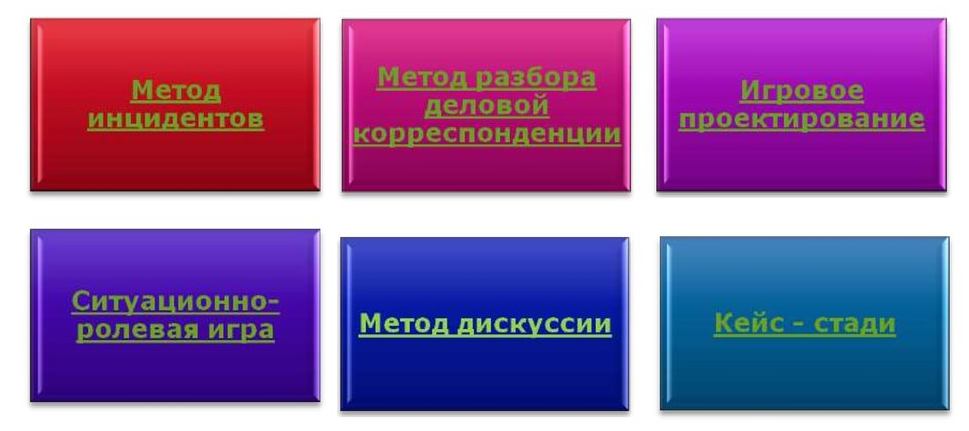 Метод
инцидентов
Метод разбора
деловой
корреспонденции
Игровое
проектирование
Ситуационно-
ролевая игра
Метод дискуссии
Кейс - стади